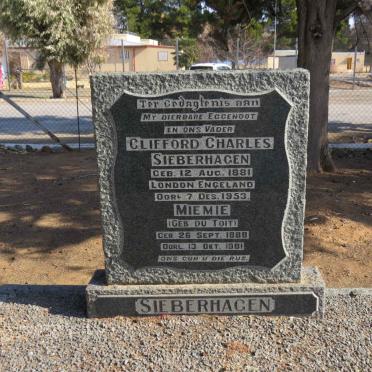 Ter Gedagtenis aan
My dierbare Eggenoot
en ons Vader
Clifford Charles
Sieberhagen
Geb. 12 Aug. 1881
London Engeland
Oorl. 7 Des. 1953.
Miemie
(Geb du Toit)
Geb 26 Sept. 1888
Oorl. 13 Okt. 1981
Ons gun u die rus.
Sieberhagen